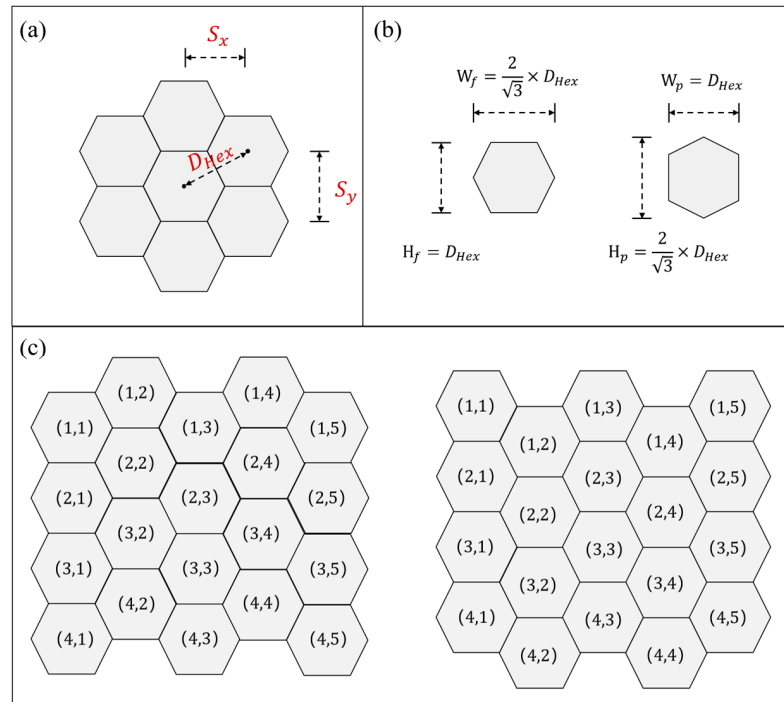 (a)
S_x
D_Hex
S_y
(b)
W_f = 2/√3 × D_Hex
W_p = D_Hex
H_f = D_Hex
H_p = 2/√3 × D_Hex
(c)
(1,2) (1,4)
(1,1) (1,3) (1,5)
(2,2) (2,4)
(2,1) (2,3) (2,5)
(3,2) (3,4)
(3,1) (3,3) (3,5)
(4,2) (4,4)
(4,1) (4,3) (4,5)
(1,1) (1,3) (1,5)
(1,2) (1,4)
(2,1) (2,3) (2,5)
(2,2) (2,4)
(3,1) (3,3) (3,5)
(3,2) (3,4)
(4,1) (4,3) (4,5)
(4,2) (4,4)